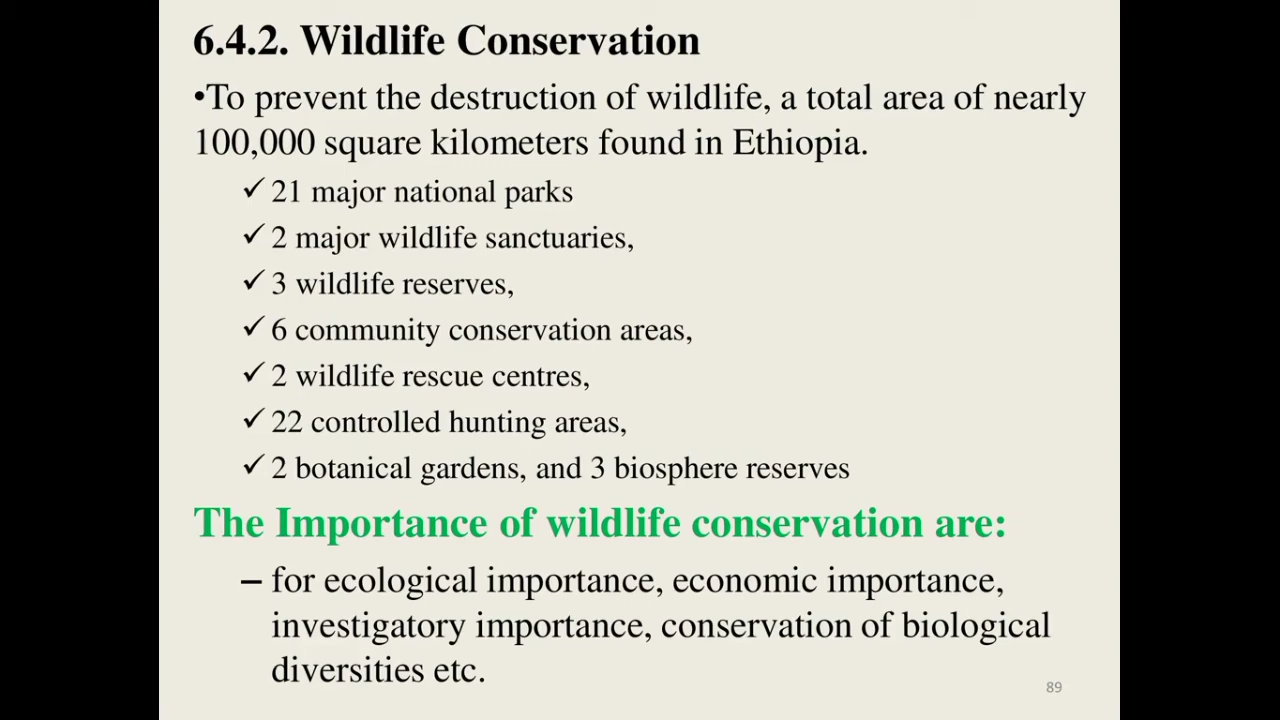 6.4.2. Wildlife Conservation
•To prevent the destruction of wildlife, a total area of nearly
100,000 square kilometers found in Ethiopia.
✓21 major national parks
✓2 major wildlife sanctuaries,
✓3 wildlife reserves,
✓6 community conservation areas,
✓2 wildlife rescue centres,
✓22 controlled hunting areas,
✓2 botanical gardens, and 3 biosphere reserves
The Importance of wildlife conservation are:
– for ecological importance, economic importance,
investigatory importance, conservation of biological
diversities etc.
89